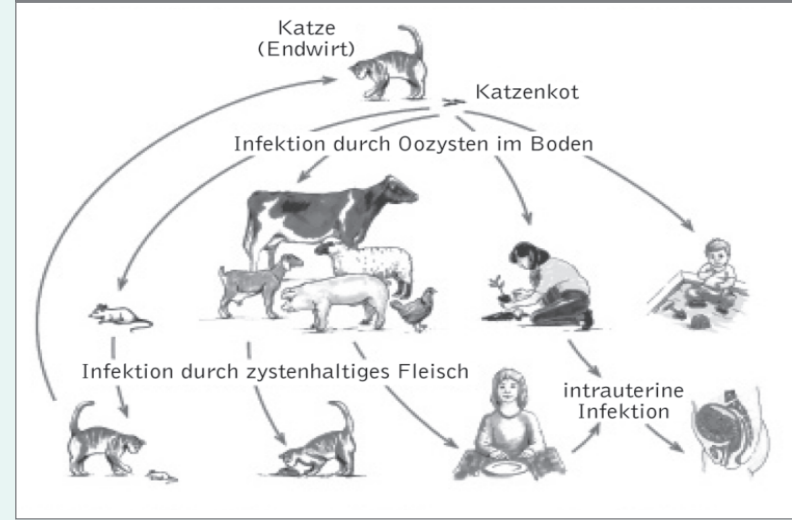 Katze
(Endwirt)
Katzenkot
Infektion durch Oozysten im Boden
Infektion durch zystenhaltiges Fleisch
intrauterine
Infektion